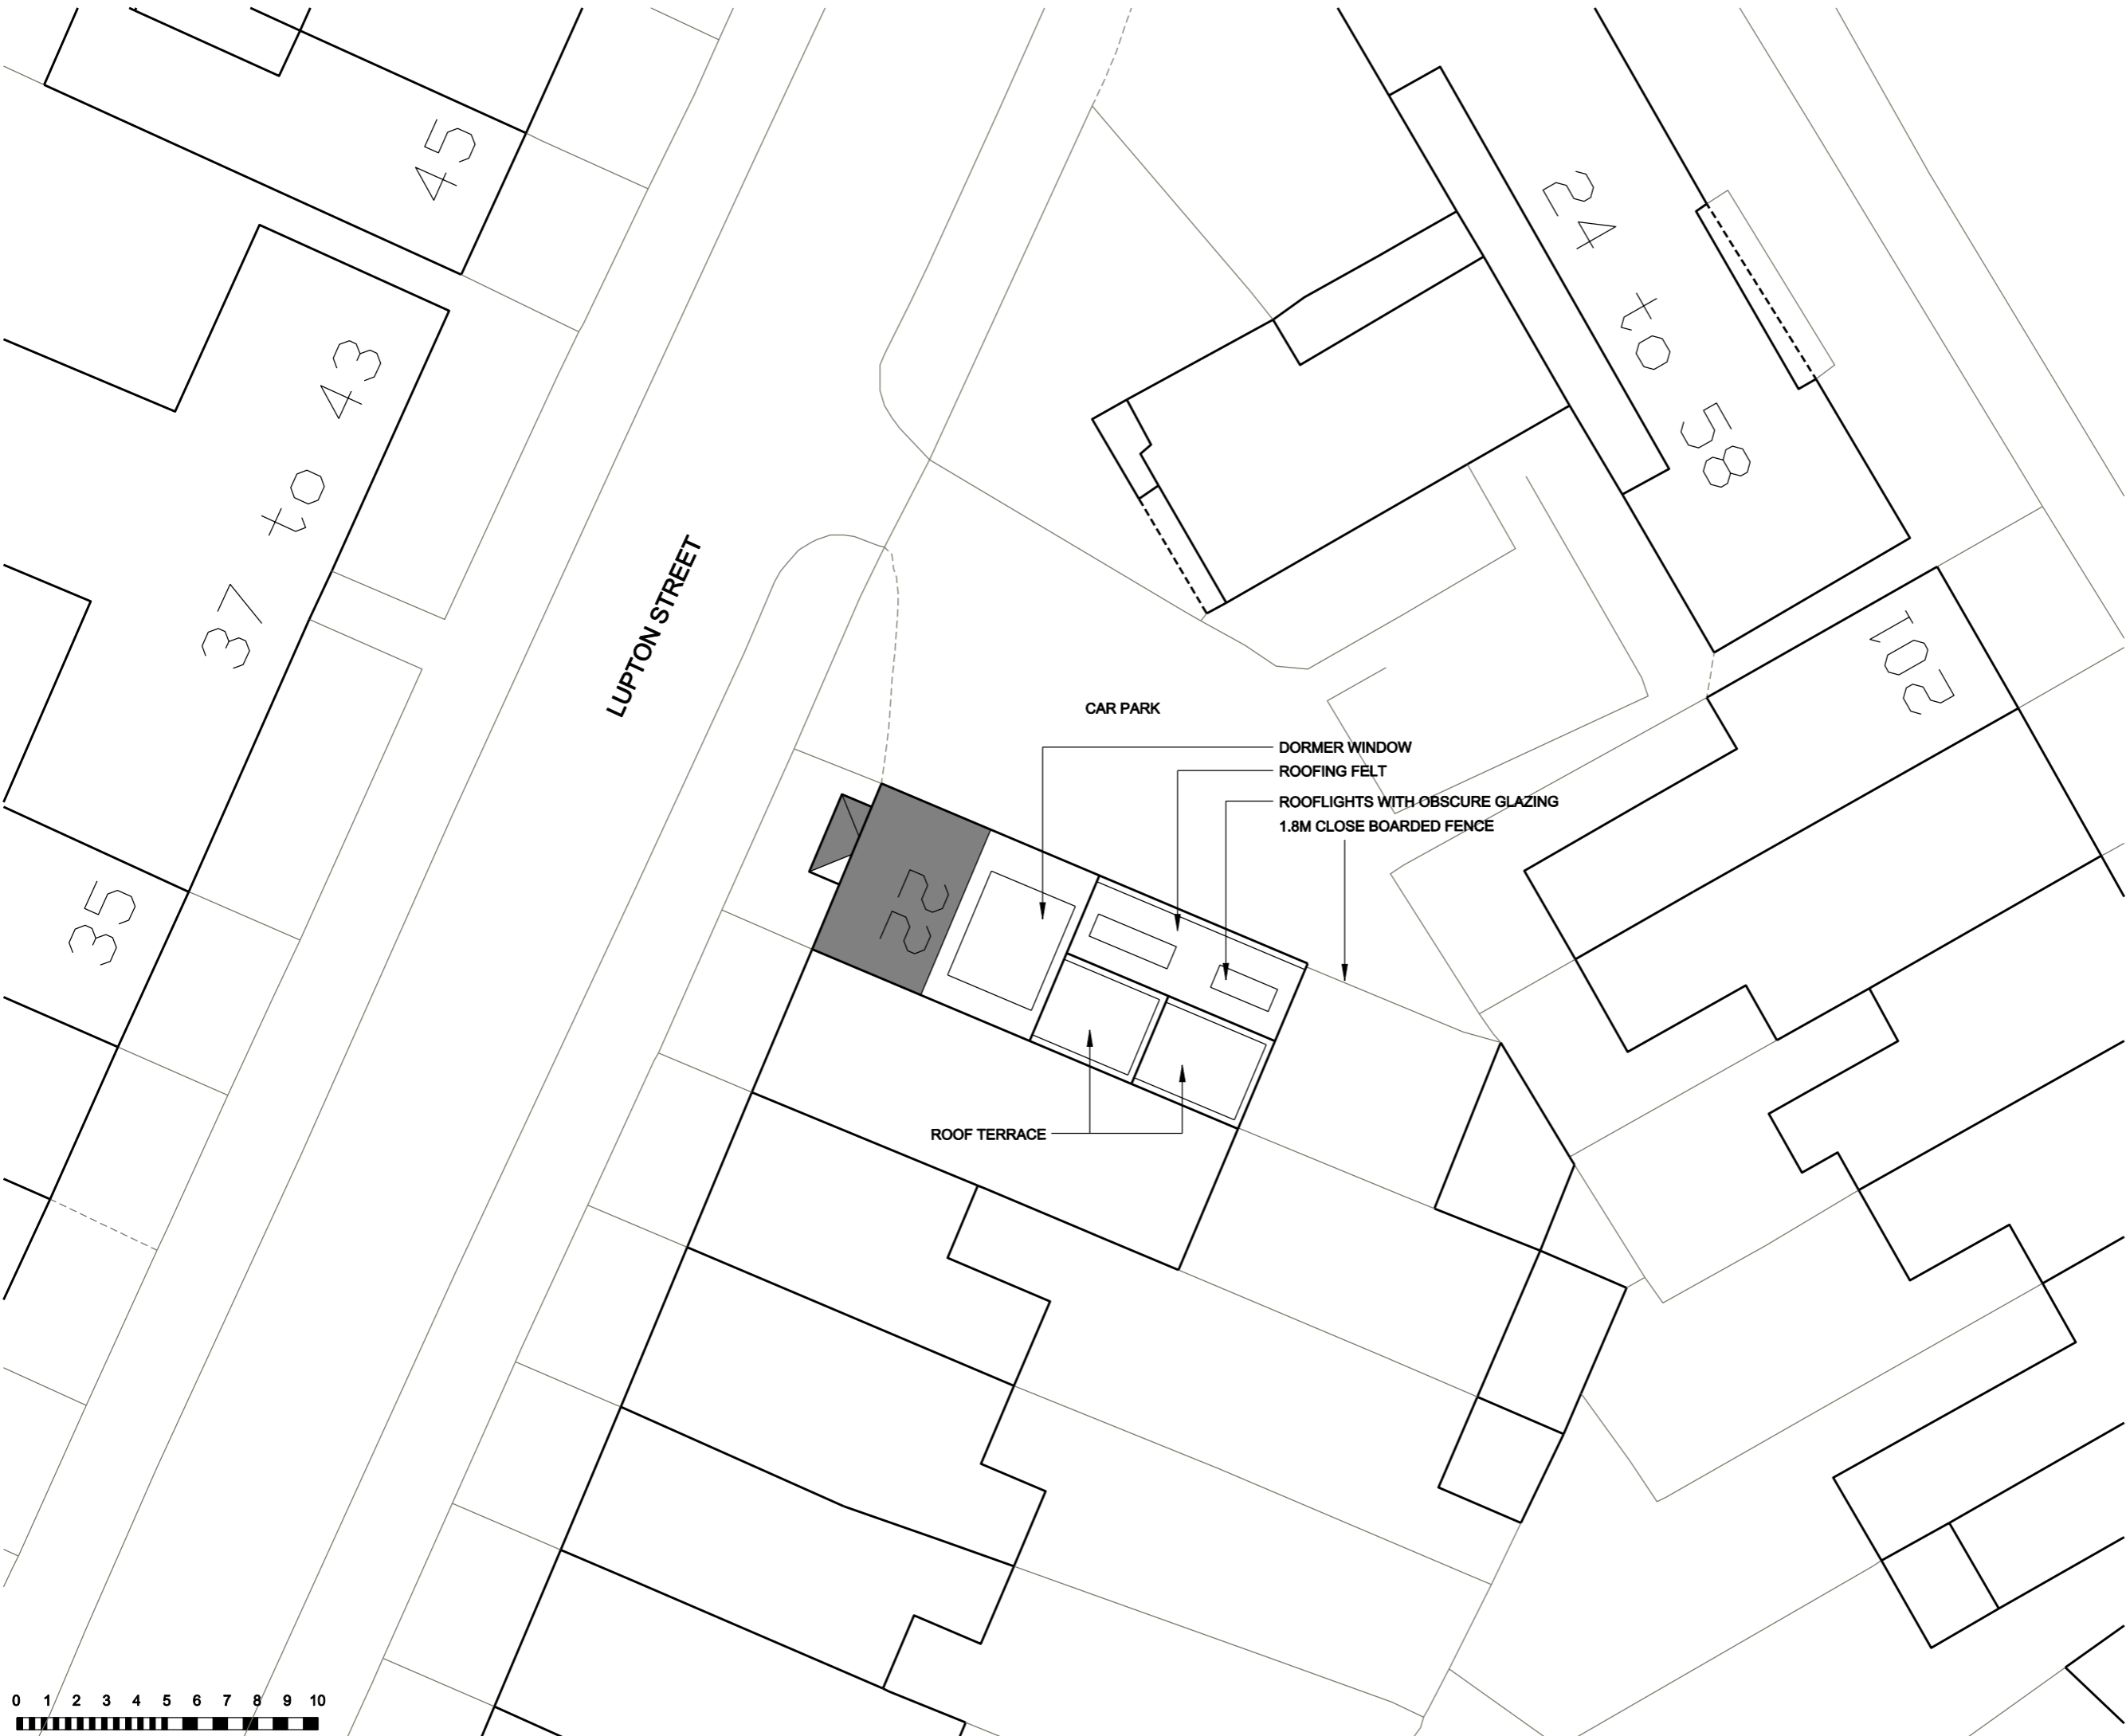 45
37 to 43
35
LUPTON STREET
24 to 58
102
CAR PARK
DORMER WINDOW
ROOFING FELT
ROOFLIGHTS WITH OBSCURE GLAZING
1.8M CLOSE BOARDED FENCE
22
ROOF TERRACE
0 1 2 3 4 5 6 7 8 9 10